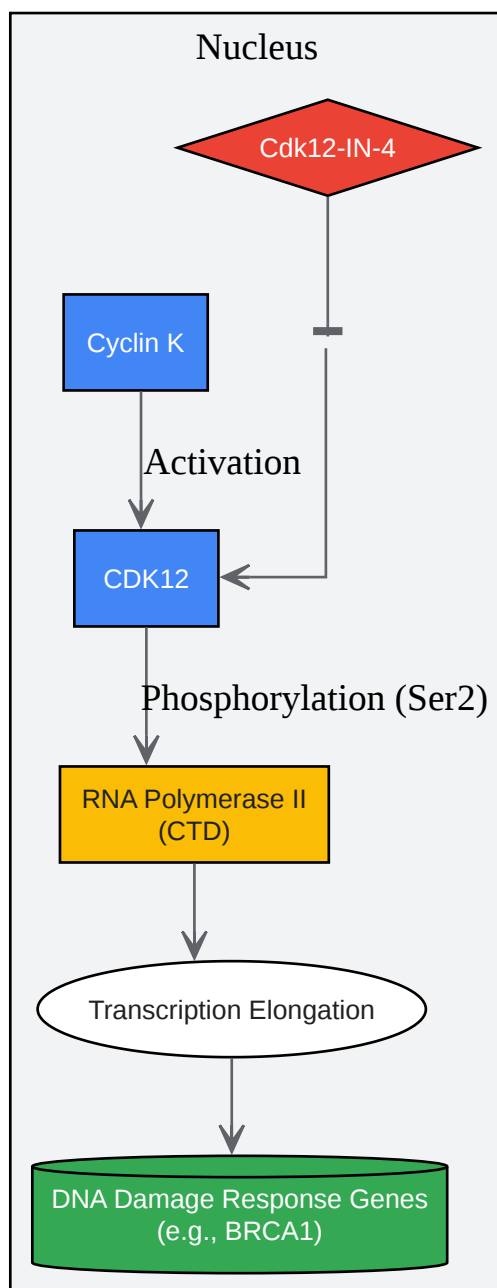 Nucleus
Cdk12-IN-4
Cyclin K
Activation
CDK12
Phosphorylation (Ser2)
RNA Polymerase II
(CTD)
Transcription Elongation
DNA Damage Response Genes
(e.g., BRCA1)